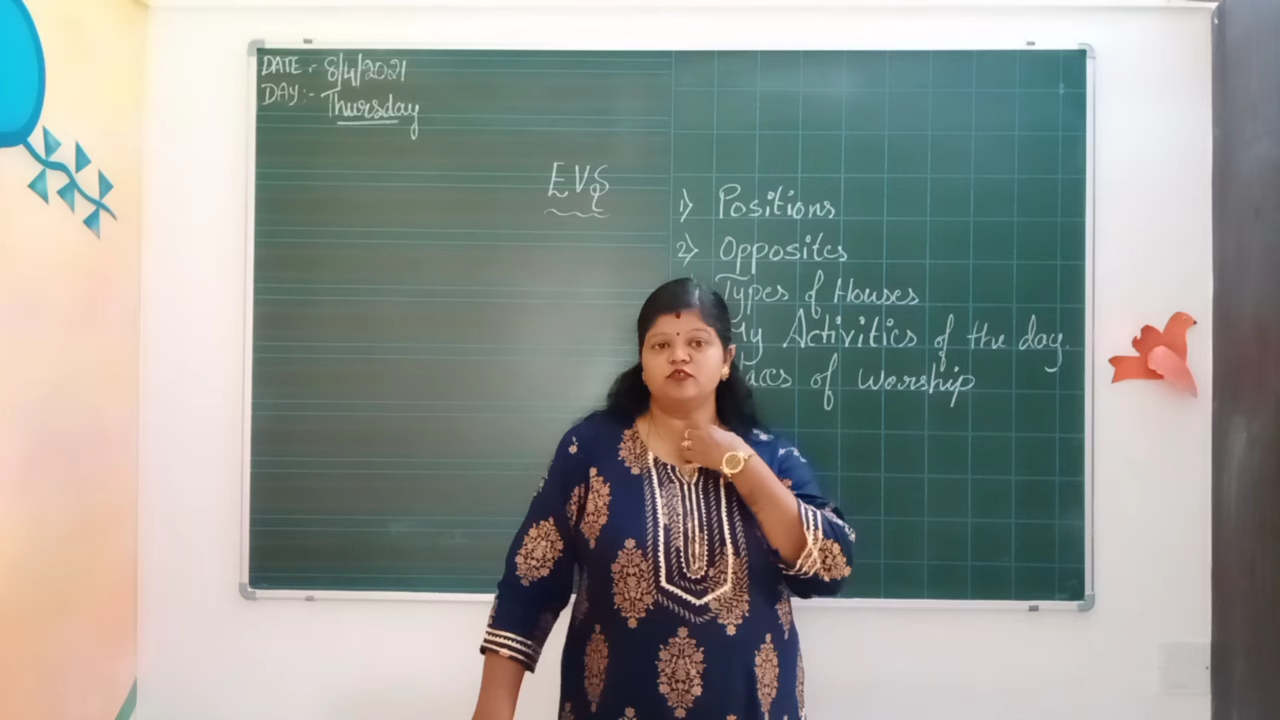 DATE :- 8/4/2021
DAY :- Thursday
EVS
1) Positions
2) Opposites
Types of Houses
My Activities of the day.
of worship